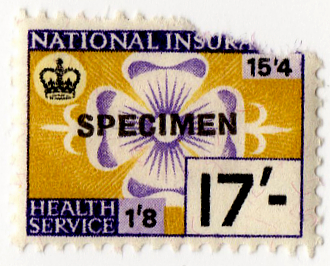 NATIONAL INSURA
15'4
SPECIMEN
17'-
HEALTH
SERVICE 1'8